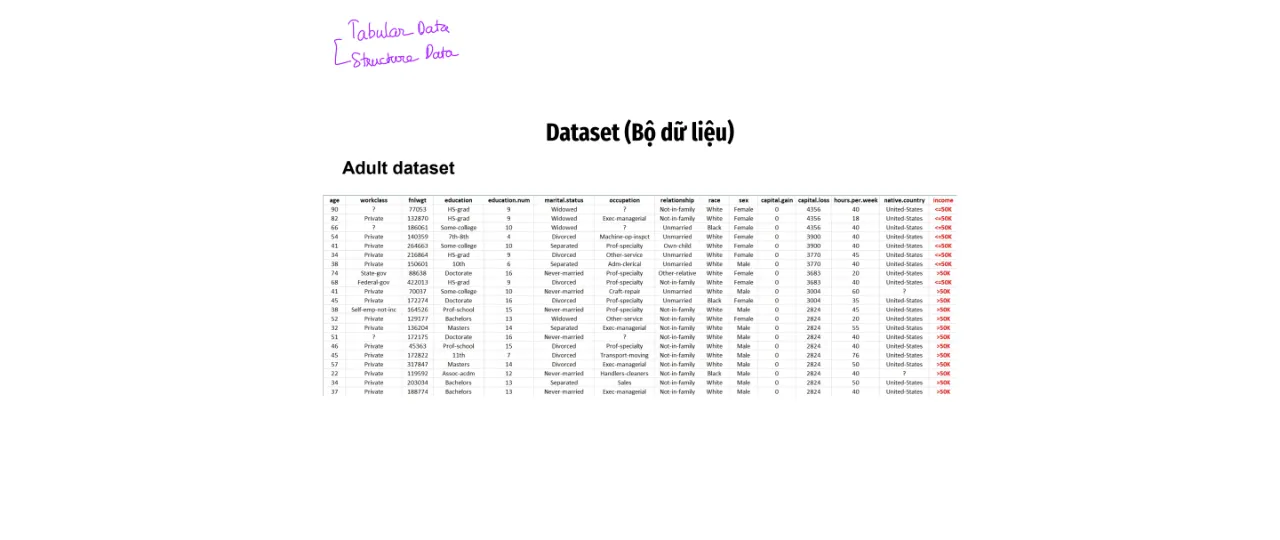 Tabular Data
Structure Data
Dataset (Bộ dữ liệu)
Adult dataset
age workclass fnlwgt education education.num marital.status occupation relationship race sex capital.gain capital.loss hours.per.week native.country income
90 ? 77053 HS-grad 9 Widowed ? Not-in-family White Female 0 4356 40 United-States <=50K
82 Private 132870 HS-grad 9 Widowed Exec-managerial Not-in-family White Female 0 4356 18 United-States <=50K
66 ? 186061 Some-college 10 Widowed ? Unmarried Black Female 0 4356 40 United-States <=50K
54 Private 140359 7th-8th 4 Divorced Machine-op-inspct Unmarried White Female 0 3900 40 United-States <=50K
41 Private 264663 Some-college 10 Separated Prof-specialty Own-child White Female 0 3900 40 United-States <=50K
34 Private 216864 HS-grad 9 Divorced Other-service Unmarried White Female 0 3770 45 United-States <=50K
38 Private 150601 10th 6 Separated Adm-clerical Unmarried White Male 0 3770 40 United-States <=50K
74 State-gov 88638 Doctorate 16 Never-married Prof-specialty Other-relative White Female 0 3683 20 United-States >50K
68 Federal-gov 422013 HS-grad 9 Divorced Prof-specialty Not-in-family White Female 0 3683 40 United-States <=50K
41 Private 70037 Some-college 10 Never-married Craft-repair Unmarried White Male 0 3004 60 ? >50K
45 Private 172274 Doctorate 16 Divorced Prof-specialty Unmarried Black Female 0 3004 35 United-States >50K
38 Self-emp-not-inc 164526 Prof-school 15 Never-married Prof-specialty Not-in-family White Male 0 2824 45 United-States >50K
52 Private 129177 Bachelors 13 Widowed Other-service Not-in-family White Female 0 2824 20 United-States >50K
32 Private 136204 Masters 14 Separated Exec-managerial Not-in-family White Male 0 2824 55 United-States >50K
51 ? 172175 Doctorate 16 Never-married ? Not-in-family White Male 0 2824 40 United-States >50K
46 Private 45363 Prof-school 15 Divorced Prof-specialty Not-in-family White Male 0 2824 40 United-States >50K
45 Private 172822 11th 7 Divorced Transport-moving Not-in-family White Male 0 2824 76 United-States >50K
57 Private 317847 Masters 14 Divorced Exec-managerial Not-in-family White Male 0 2824 50 United-States >50K
22 Private 119592 Assoc-acdm 12 Never-married Handlers-cleaners Not-in-family Black Male 0 2824 40 ? >50K
34 Private 203034 Bachelors 13 Separated Sales Not-in-family White Male 0 2824 50 United-States >50K
37 Private 188774 Bachelors 13 Never-married Exec-managerial Not-in-family White Male 0 2824 40 United-States >50K